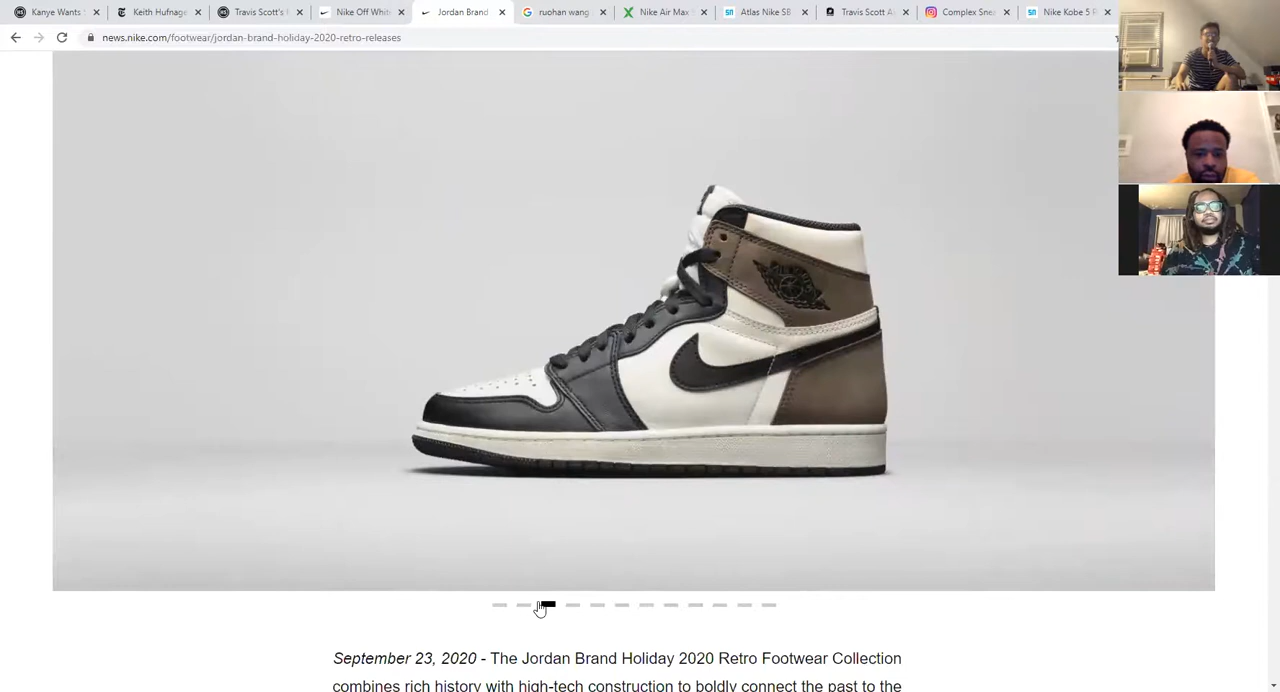 Kanye Wants
Keith Hufnage
Travis Scott's
Nike Off Whit
Jordan Brand
ruohan wang
Nike Air Max
Atlas Nike SB
Travis Scott A
Complex Snea
Nike Kobe 5 P
news.nike.com/footwear/jordan-brand-holiday-2020-retro-releases
September 23, 2020 - The Jordan Brand Holiday 2020 Retro Footwear Collection
combines rich history with high-tech construction to boldly connect the past to the